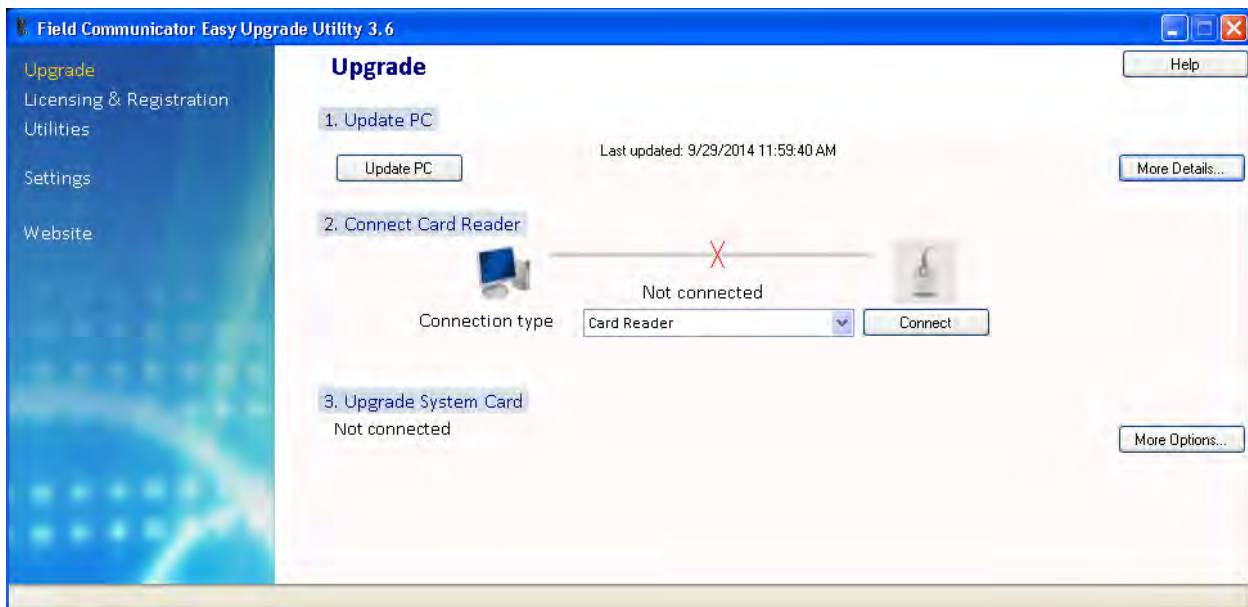 Field Communicator Easy Upgrade Utility 3.6
Upgrade
Licensing & Registration
Utilities
Settings
Website
Upgrade
Help
1. Update PC
Update PC
Last updated: 9/29/2014 11:59:40 AM
More Details...
2. Connect Card Reader
Not connected
Connection type
Card Reader
Connect
3. Upgrade System Card
Not connected
More Options...